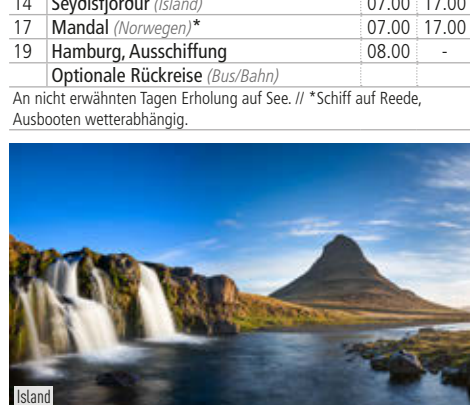 14 Seyðisfjörður (Island) 07.00 17.00
17 Mandal (Norwegen)* 07.00 17.00
19 Hamburg, Ausschiffung 08.00 -
Optionale Rückreise (Bus/Bahn)
An nicht erwähnten Tagen Erholung auf See. // *Schiff auf Reede,
Ausbooten wetterabhängig.
Island